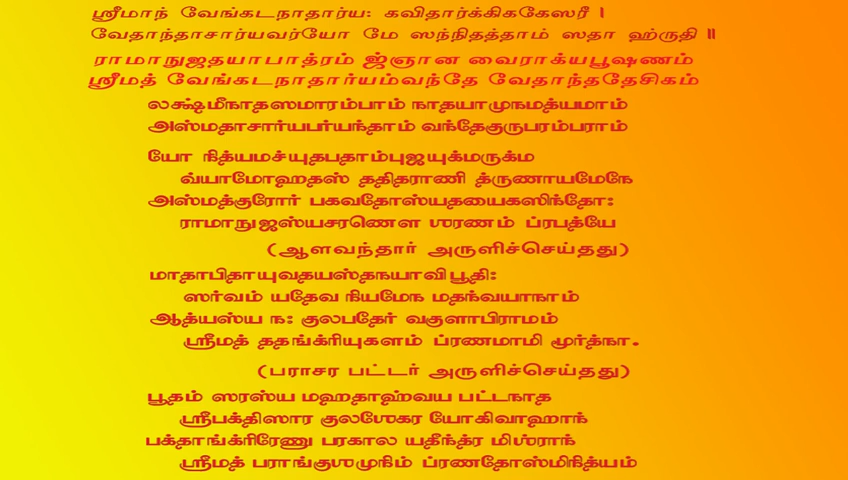 ஸ்ரீமாந் வேங்கடநாதார்ய: கவிதார்க்கிககேஸரீ |
வேதாந்தாசார்யவர்யோ மே ஸந்நிதத்தாம் ஸதா ஹ்ருதி ||
ராமாநுஜதயாபாத்ரம் ஜ்ஞான வைராக்யபூஷணம்
ஸ்ரீமத் வேங்கடநாதார்யம்வந்தே வேதாந்ததேசிகம்
லக்ஷ்மீநாதஸமாரம்பாம் நாதயாமுநமத்யமாம்
அஸ்மதாசார்யபர்யந்தாம் வந்தேகுருபரம்பராம்
யோ நித்யமச்யுதபதாம்புஜயுக்மருக்ம
வ்யாமோஹதஸ் ததிதராணி த்ருணாயமேநே
அஸ்மத்குரோர் பகவதோஸ்யதயைகஸிந்தோ:
ராமாநுஜஸ்யசரணௌ ஶரணம் ப்ரபத்யே
(ஆளவந்தார் அருளிச்செய்தது)
மாதாபிதாயுவதயஸ்தநயாவிபூதி:
ஸர்வம் யதேவ நியமேந மதந்வயாநாம்
ஆத்யஸ்ய ந: குலபதேர் வகுளாபிராமம்
ஸ்ரீமத் ததங்க்ரியுகளம் ப்ரணமாமி மூர்த்நா.
(பராசர பட்டர் அருளிச்செய்தது)
பூதம் ஸரஸ்ய மஹதாஹ்வய பட்டநாத
ஸ்ரீபக்திஸார குலஶேகர யோகிவாஹாந்
பக்தாங்க்ரிரேணு பரகால யதீந்த்ர மிஶ்ராந்
ஸ்ரீமத் பராங்குஶமுநிம் ப்ரணதோஸ்மிநித்யம்